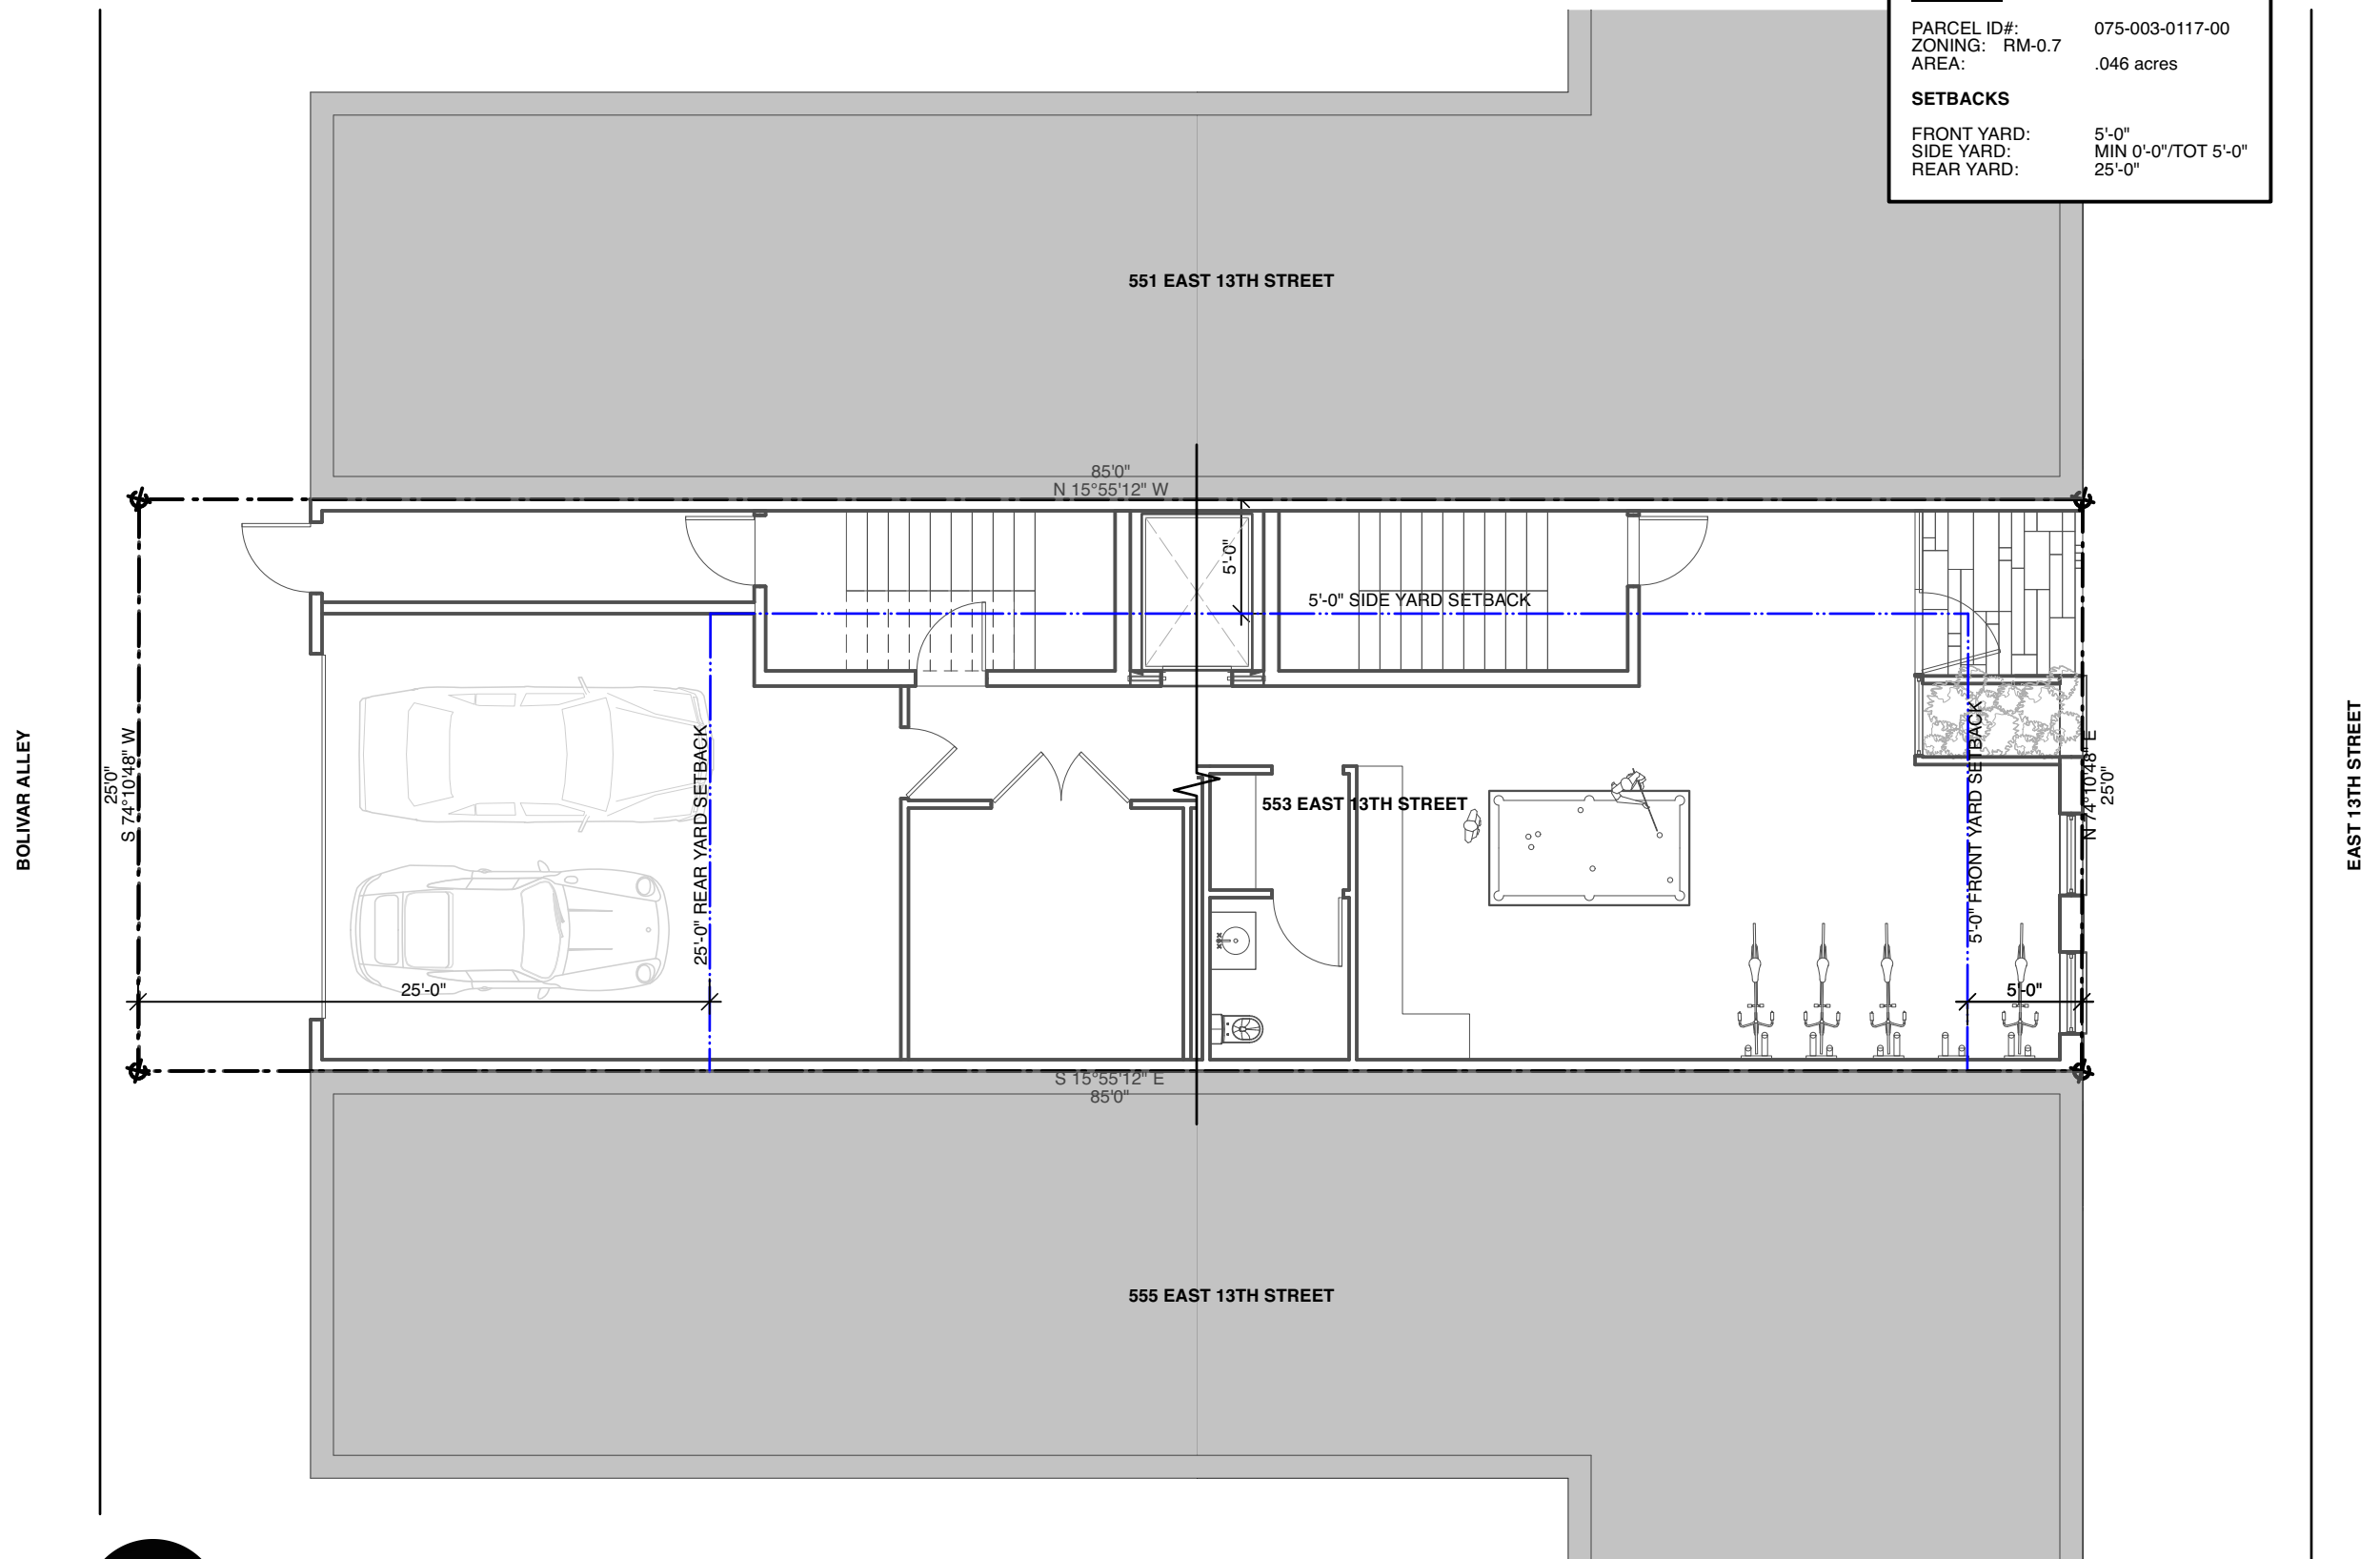 PARCEL ID#: 075-003-0117-00
ZONING: RM-0.7
AREA: .046 acres
SETBACKS
FRONT YARD: 5'-0"
SIDE YARD: MIN 0'-0"/TOT 5'-0"
REAR YARD: 25'-0"
551 EAST 13TH STREET
85'0"
N 15°55'12" W
5'-0"
5'-0" SIDE YARD SETBACK
BOLIVAR ALLEY
25'0"
S 74°10'48" W
25'-0" REAR YARD SETBACK
25'-0"
553 EAST 13TH STREET
5'-0" FRONT YARD SETBACK
5'-0"
N 74°10'48" E
25'0"
EAST 13TH STREET
S 15°55'12" E
85'0"
555 EAST 13TH STREET